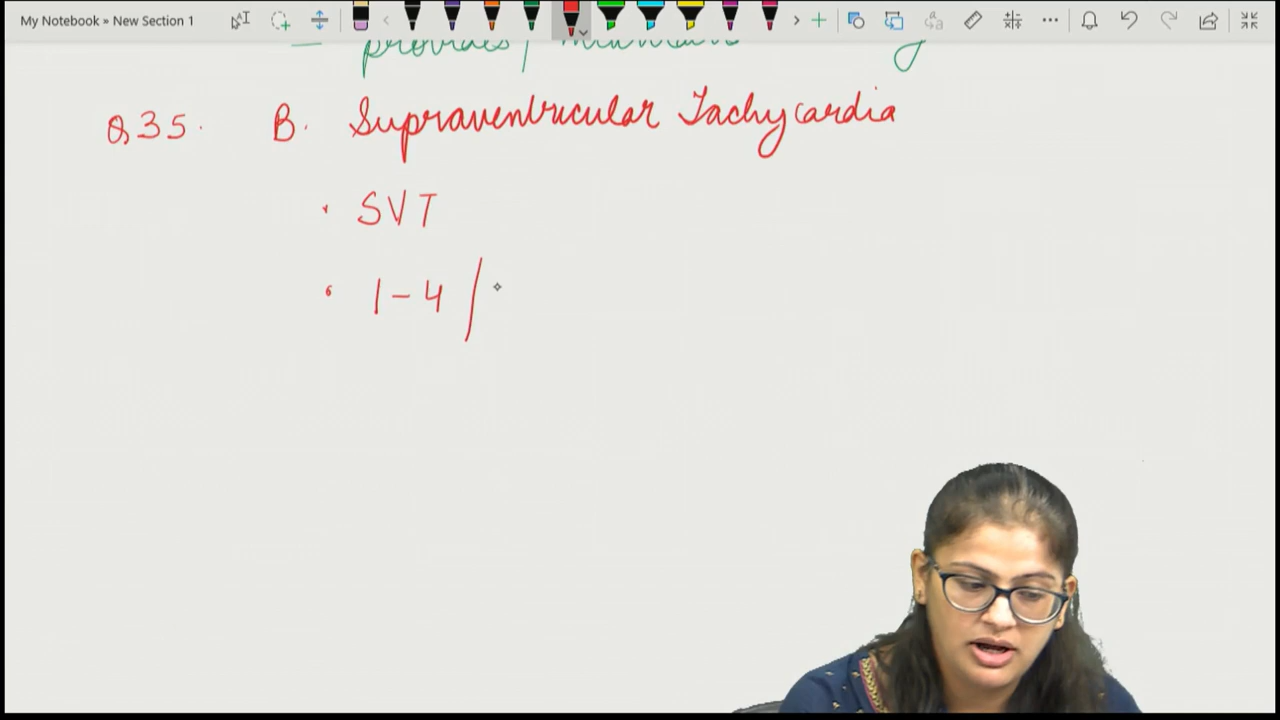 My Notebook » New Section 1
Q.35. B. Supraventricular Tachycardia
• SVT
• 1-4 /